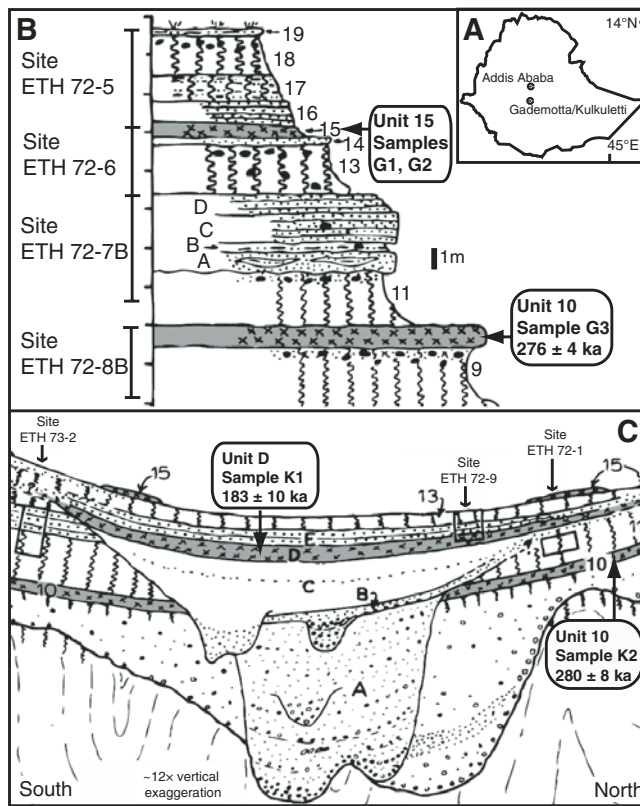 B
Site
ETH 72-5
Site
ETH 72-6
Site
ETH 72-7B
Site
ETH 72-8B
19
18
17
16
15
14
13
D
C
B
A
11
9
1m
Unit 15
Samples
G1, G2
Unit 10
Sample G3
276 ± 4 ka
A
14°N
Addis Ababa
Gademotta/Kulkuletti
45°E
C
Site
ETH 73-2
15
Unit D
Sample K1
183 ± 10 ka
Site
ETH 72-9
Site
ETH 72-1
15
13
E
D
C
B
10
10
A
Unit 10
Sample K2
280 ± 8 ka
South
~12× vertical
exaggeration
North